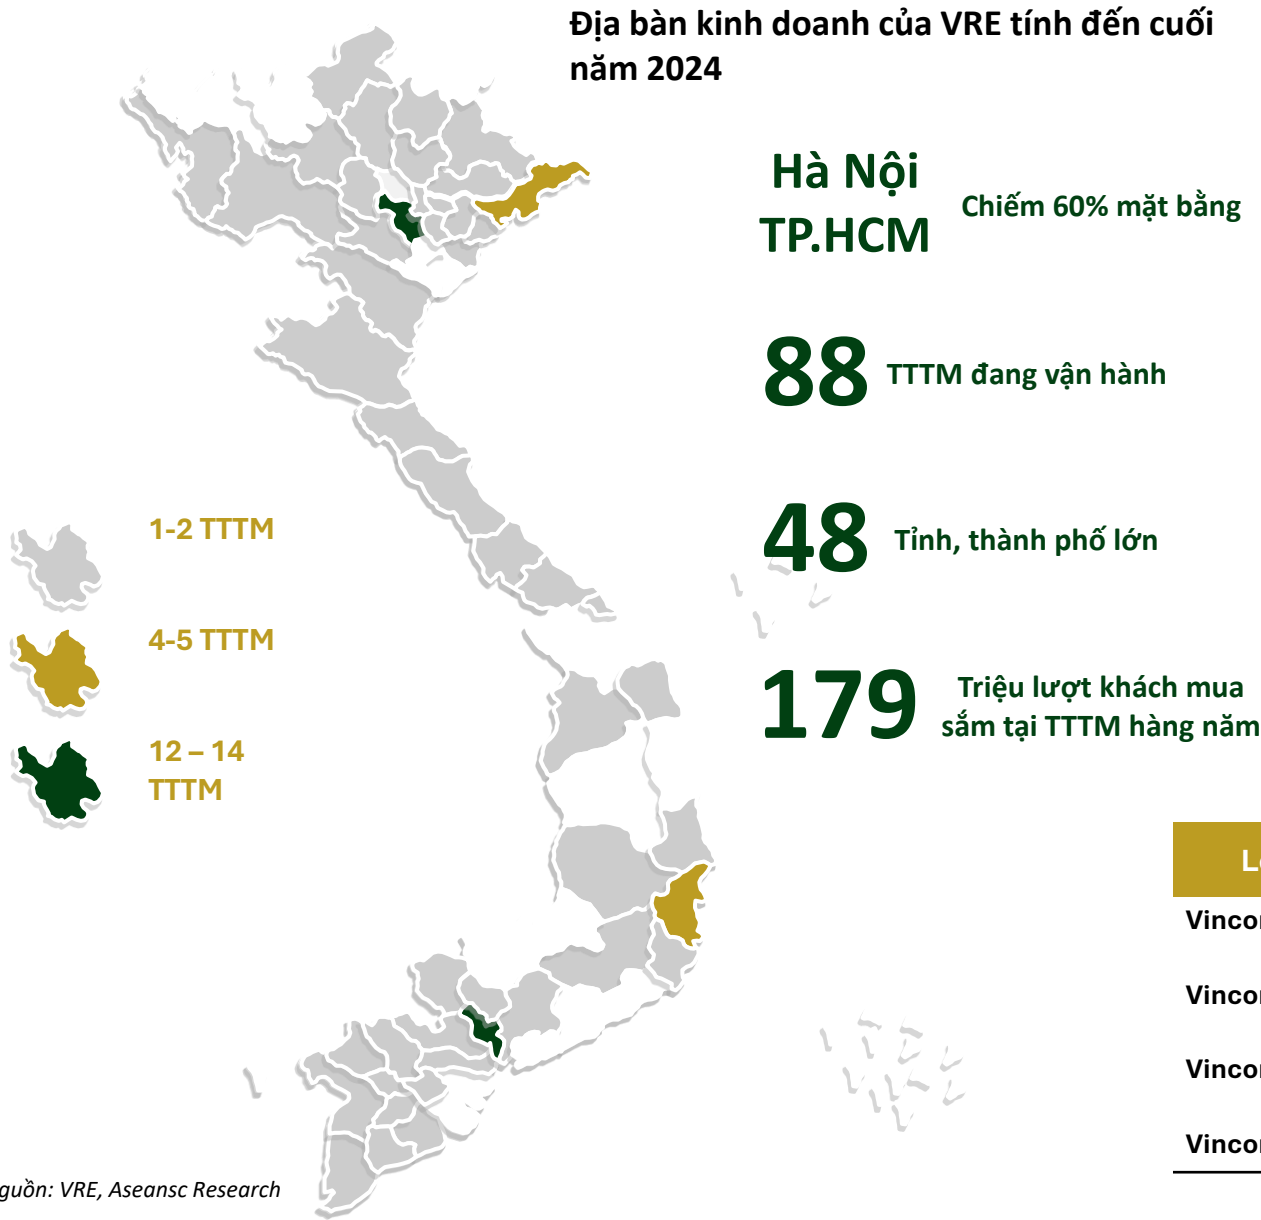 Địa bàn kinh doanh của VRE tính đến cuối
năm 2024
Hà Nội
TP.HCM
Chiếm 60% mặt bằng
88 TTTM đang vận hành
48 Tỉnh, thành phố lớn
179
Triệu lượt khách mua
sắm tại TTTM hàng năm
1-2 TTTM
4-5 TTTM
12 – 14
TTTM
guồn: VRE, Aseansc Research